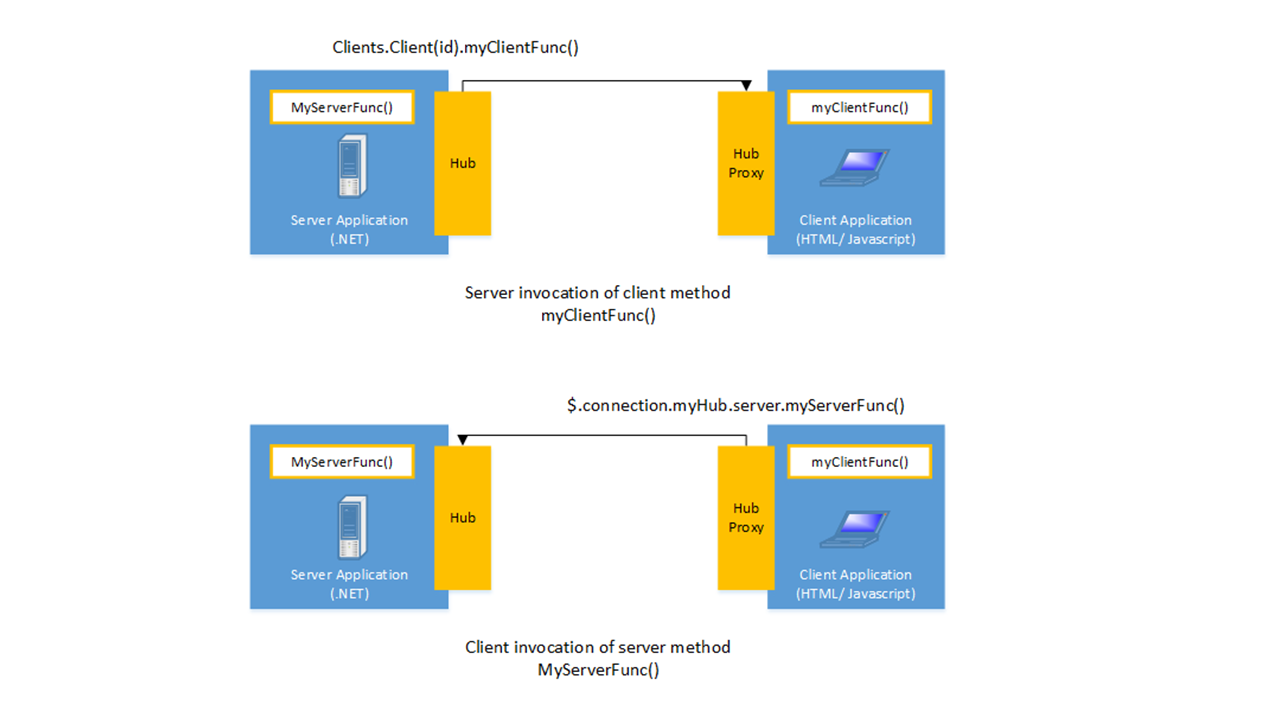 Clients.Client(id).myClientFunc()
MyServerFunc()
Hub
Server Application
(.NET)
Hub
Proxy
myClientFunc()
Client Application
(HTML/ Javascript)
Server invocation of client method
myClientFunc()
$.connection.myHub.server.myServerFunc()
MyServerFunc()
Hub
Server Application
(.NET)
Hub
Proxy
myClientFunc()
Client Application
(HTML/ Javascript)
Client invocation of server method
MyServerFunc()